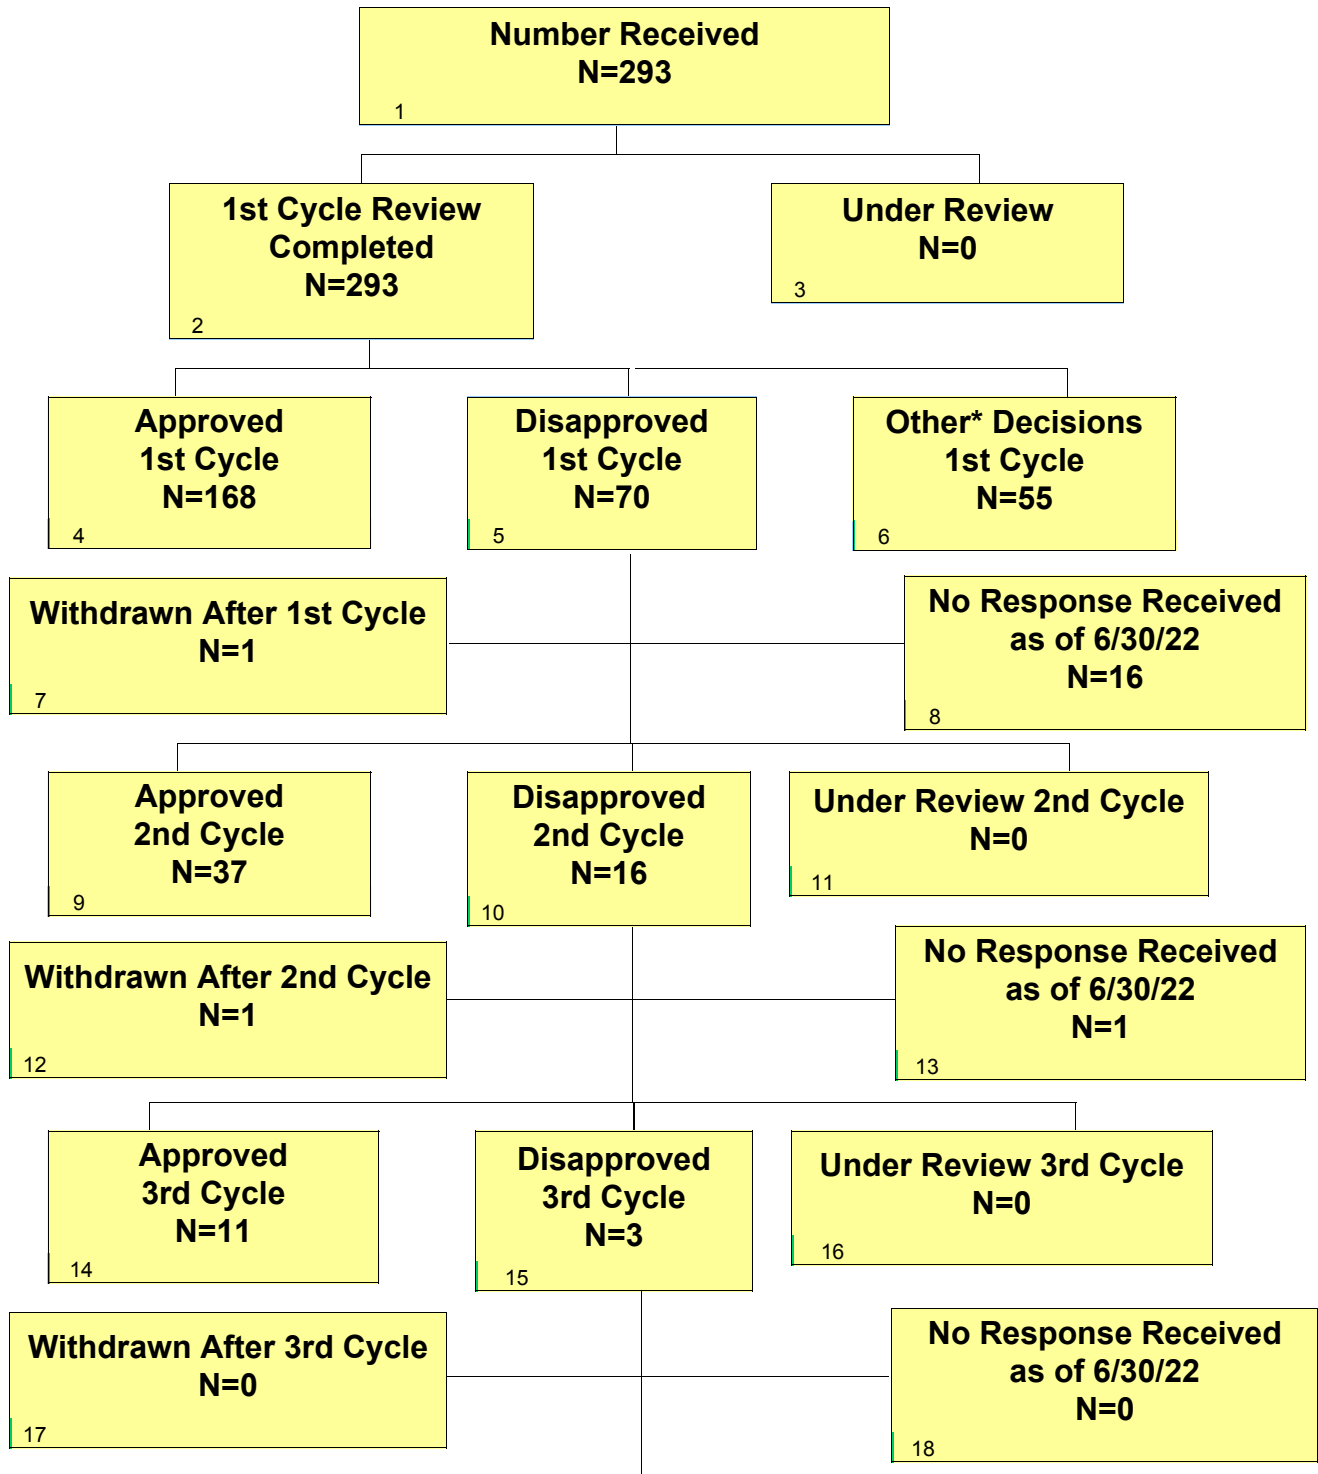 Number Received
N=293
1
1st Cycle Review
Completed
N=293
2
Under Review
N=0
3
Approved
1st Cycle
N=168
4
Disapproved
1st Cycle
N=70
5
Other* Decisions
1st Cycle
N=55
6
Withdrawn After 1st Cycle
N=1
7
No Response Received
as of 6/30/22
N=16
8
Approved
2nd Cycle
N=37
9
Disapproved
2nd Cycle
N=16
10
Under Review 2nd Cycle
N=0
11
Withdrawn After 2nd Cycle
N=1
12
No Response Received
as of 6/30/22
N=1
13
Approved
3rd Cycle
N=11
14
Disapproved
3rd Cycle
N=3
15
Under Review 3rd Cycle
N=0
16
Withdrawn After 3rd Cycle
N=0
17
No Response Received
as of 6/30/22
N=0
18